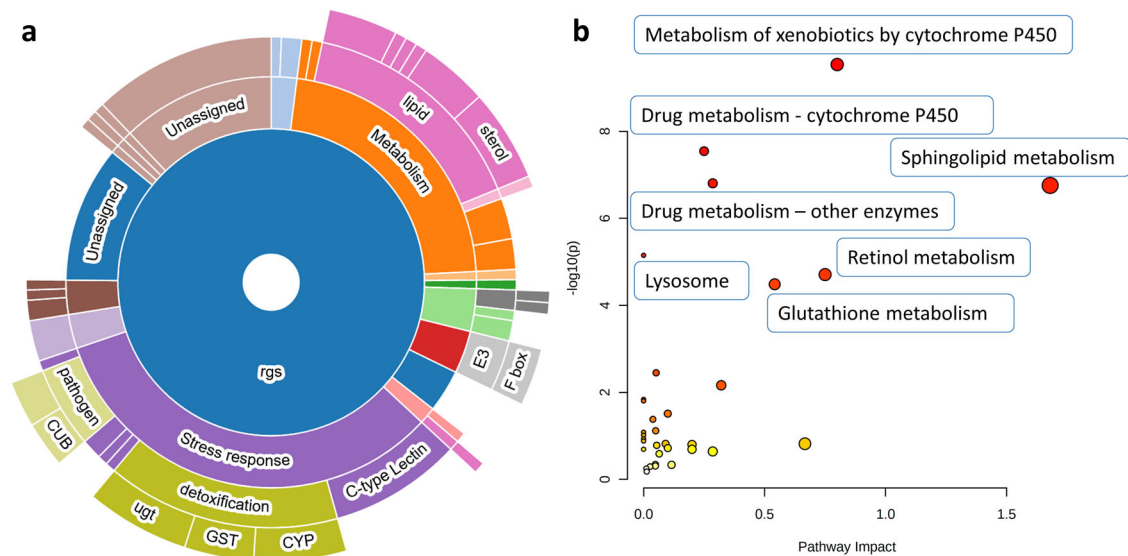 a
Unassigned
Metabolism
lipid
sterol
Unassigned
rgs
E3
F box
pathogen
CUB
Stress response
C-type Lectin
detoxification
ugt
GST
CYP
b
Metabolism of xenobiotics by cytochrome P450
Drug metabolism - cytochrome P450
Sphingolipid metabolism
Drug metabolism – other enzymes
Retinol metabolism
Lysosome
Glutathione metabolism
-log10(p)
8
6
4
2
0
0.0 0.5 1.0 1.5
Pathway Impact